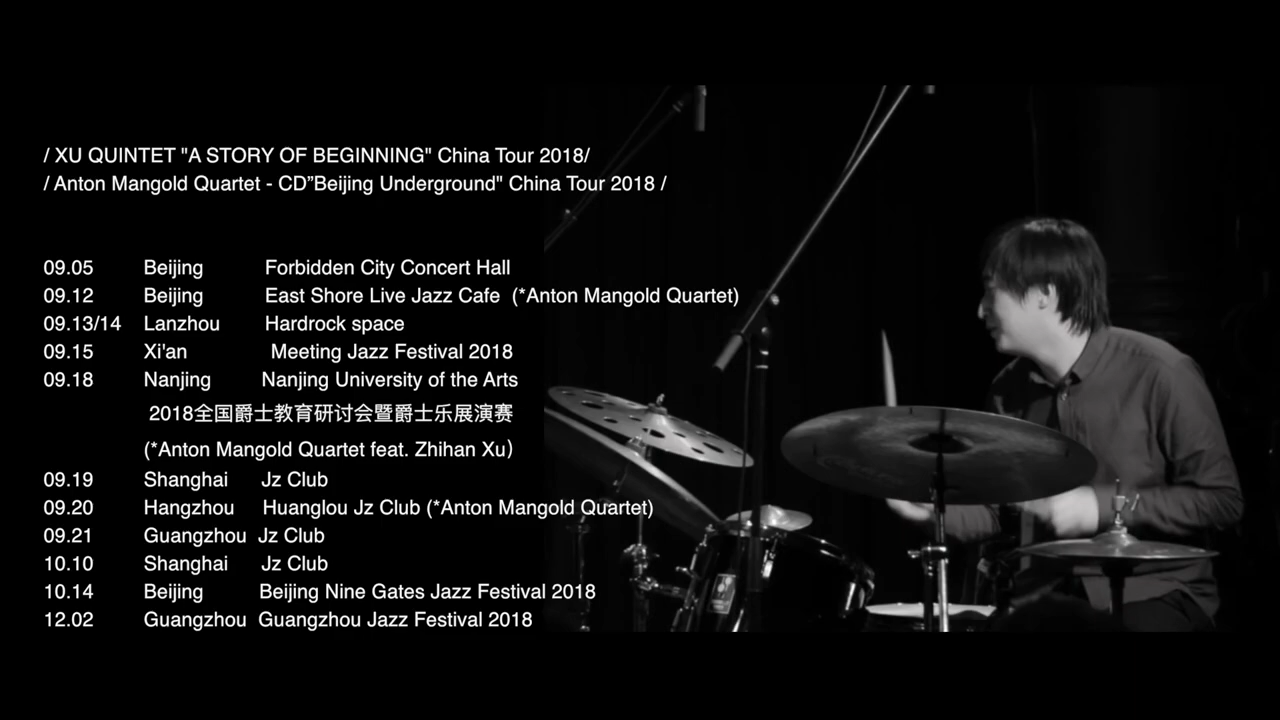 / XU QUINTET "A STORY OF BEGINNING" China Tour 2018/
/ Anton Mangold Quartet - CD”Beijing Underground" China Tour 2018 /
09.05 Beijing Forbidden City Concert Hall
09.12 Beijing East Shore Live Jazz Cafe (*Anton Mangold Quartet)
09.13/14 Lanzhou Hardrock space
09.15 Xi'an Meeting Jazz Festival 2018
09.18 Nanjing Nanjing University of the Arts
2018全国爵士教育研讨会暨爵士乐展演赛
(*Anton Mangold Quartet feat. Zhihan Xu）
09.19 Shanghai Jz Club
09.20 Hangzhou Huanglou Jz Club (*Anton Mangold Quartet)
09.21 Guangzhou Jz Club
10.10 Shanghai Jz Club
10.14 Beijing Beijing Nine Gates Jazz Festival 2018
12.02 Guangzhou Guangzhou Jazz Festival 2018